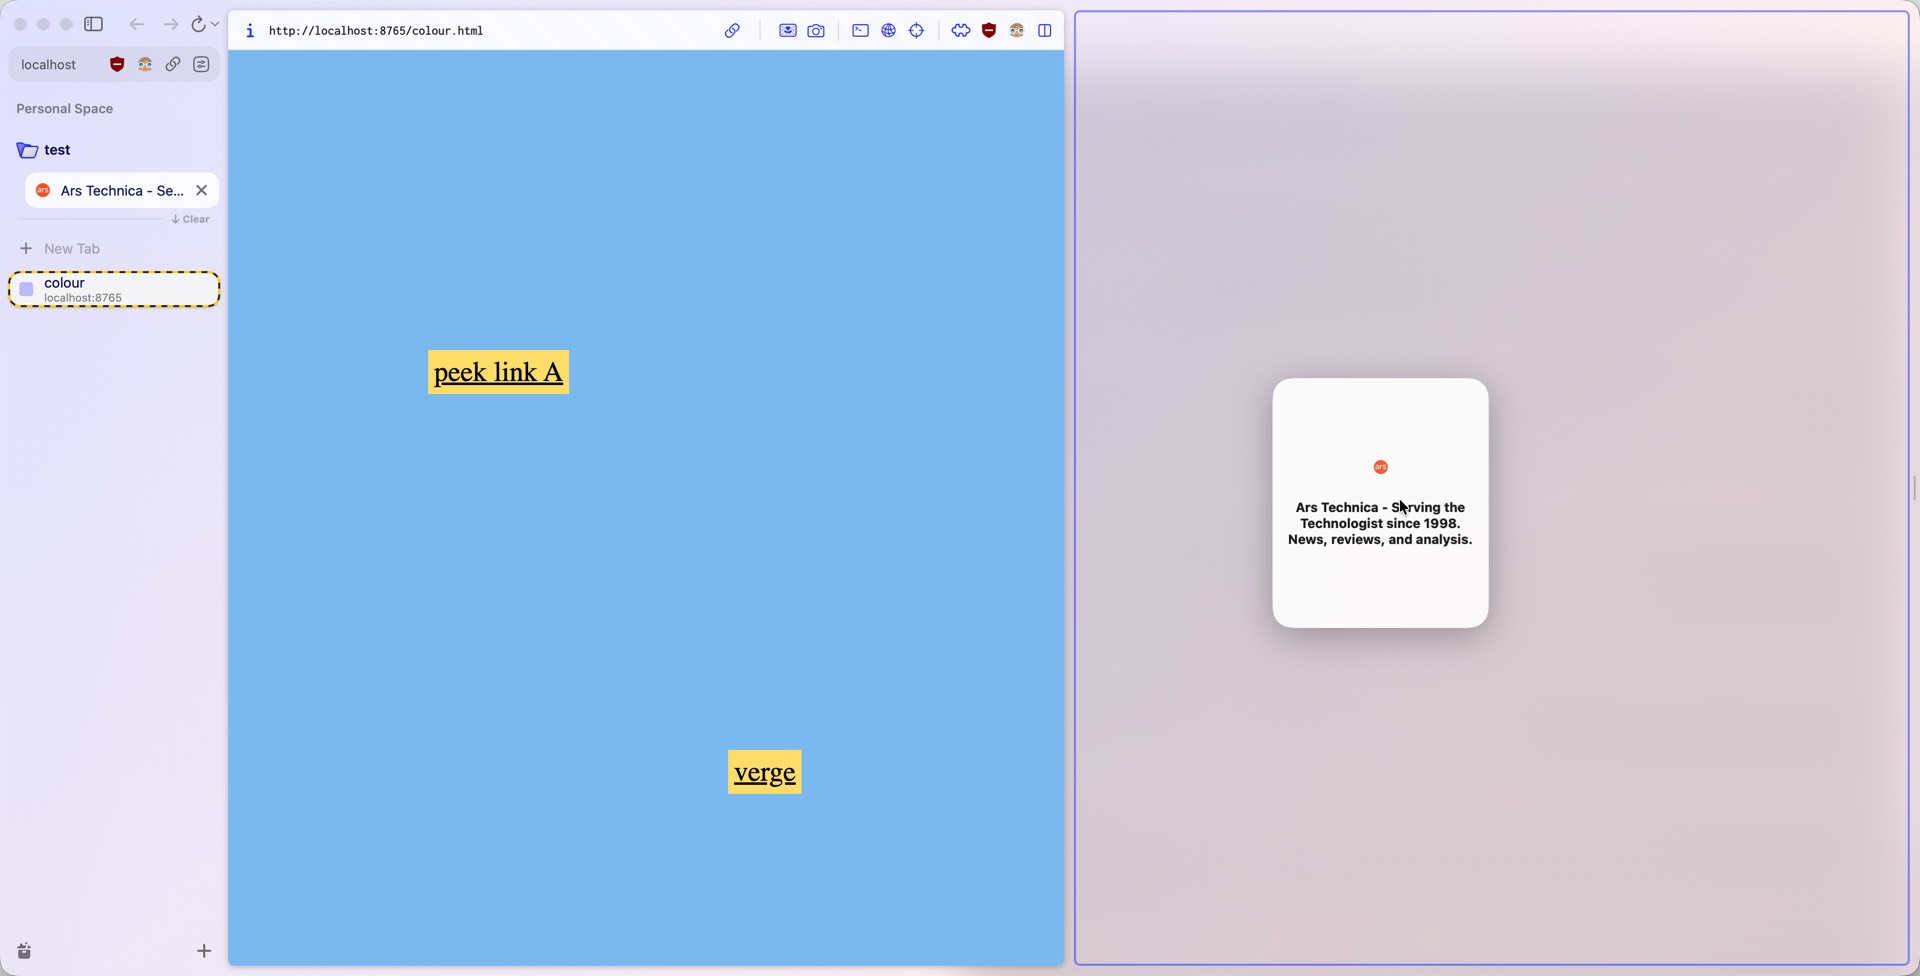 i http://localhost:8765/colour.html
localhost
Personal Space
test
ars Ars Technica - Se...
Clear
New Tab
colour
localhost:8765
peek link A
verge
ars
Ars Technica - Serving the
Technologist since 1998.
News, reviews, and analysis.